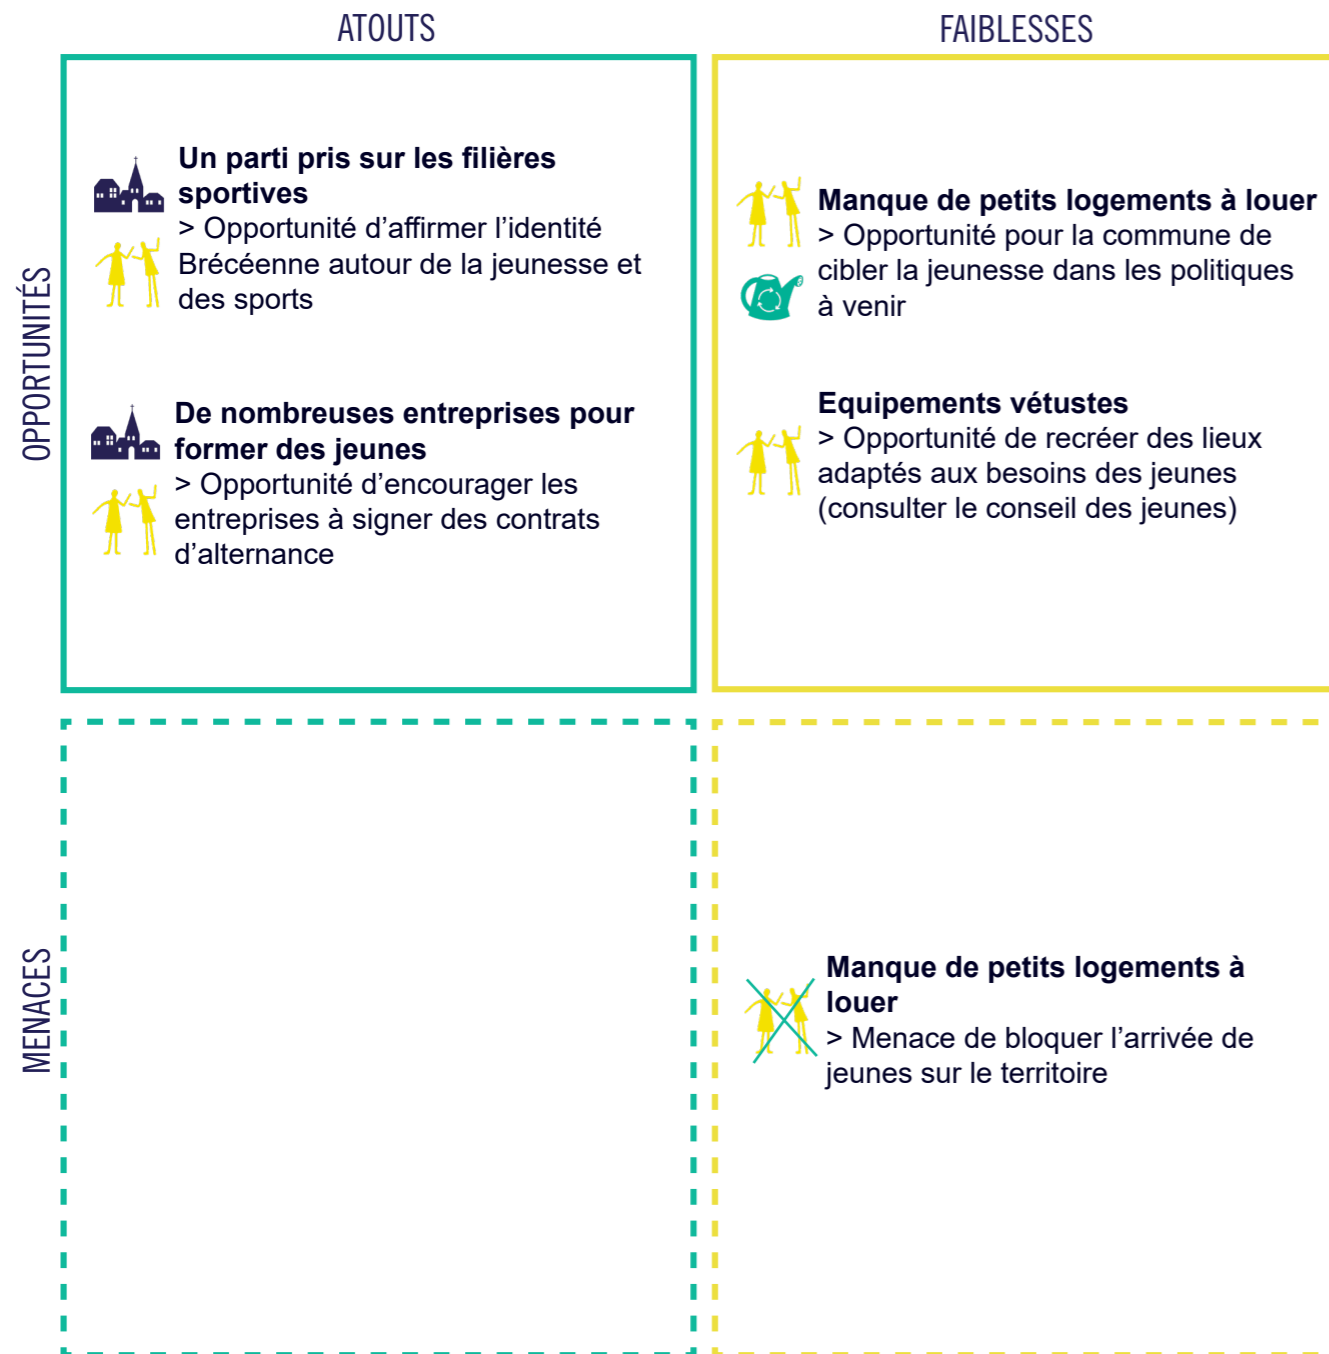 ATOUTS
FAIBLESSES
OPPORTUNITÉS
Un parti pris sur les filières
sportives
> Opportunité d’affirmer l’identité
Brécéenne autour de la jeunesse et
des sports
De nombreuses entreprises pour
former des jeunes
> Opportunité d’encourager les
entreprises à signer des contrats
d’alternance
Manque de petits logements à louer
> Opportunité pour la commune de
cibler la jeunesse dans les politiques
à venir
Equipements vétustes
> Opportunité de recréer des lieux
adaptés aux besoins des jeunes
(consulter le conseil des jeunes)
MENACES
Manque de petits logements à
louer
> Menace de bloquer l’arrivée de
jeunes sur le territoire